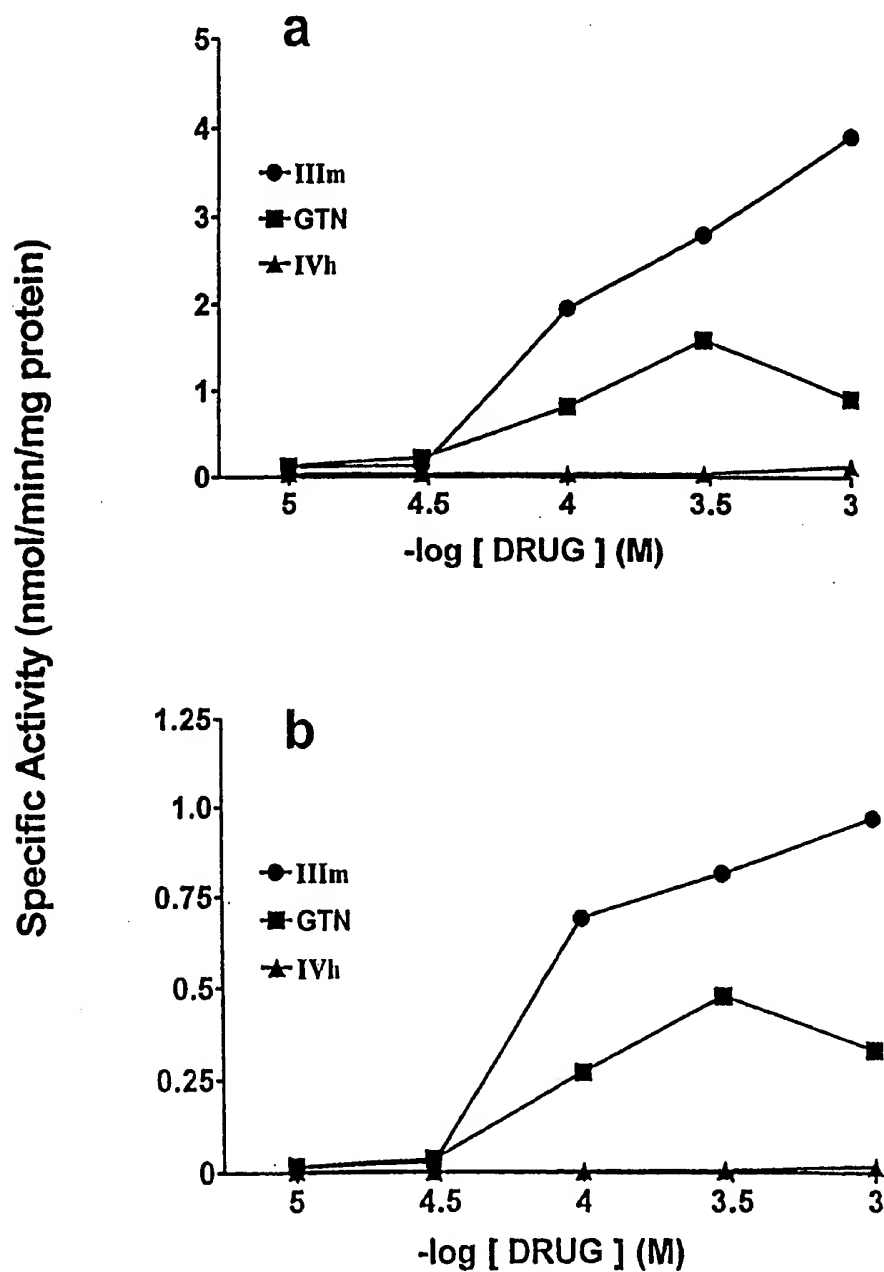 Specific Activity (nmol/min/mg protein)
a
5
4
3
2
1
0
IIIm
GTN
IVh
5 4.5 4 3.5 3
-log [ DRUG ] (M)
b
1.25
1.0
0.75
0.5
0.25
0
IIIm
GTN
IVh
5 4.5 4 3.5 3
-log [ DRUG ] (M)